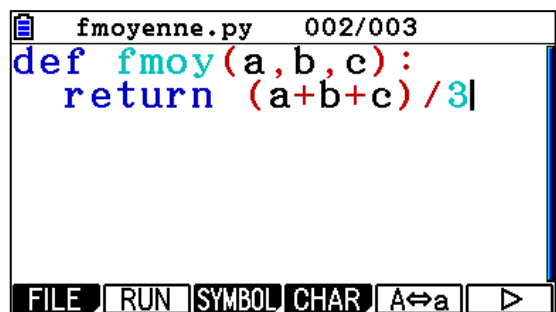 fmoyenne.py 002/003
def fmoy(a,b,c):
  return (a+b+c)/3
FILE RUN SYMBOL CHAR A⇔a ▷